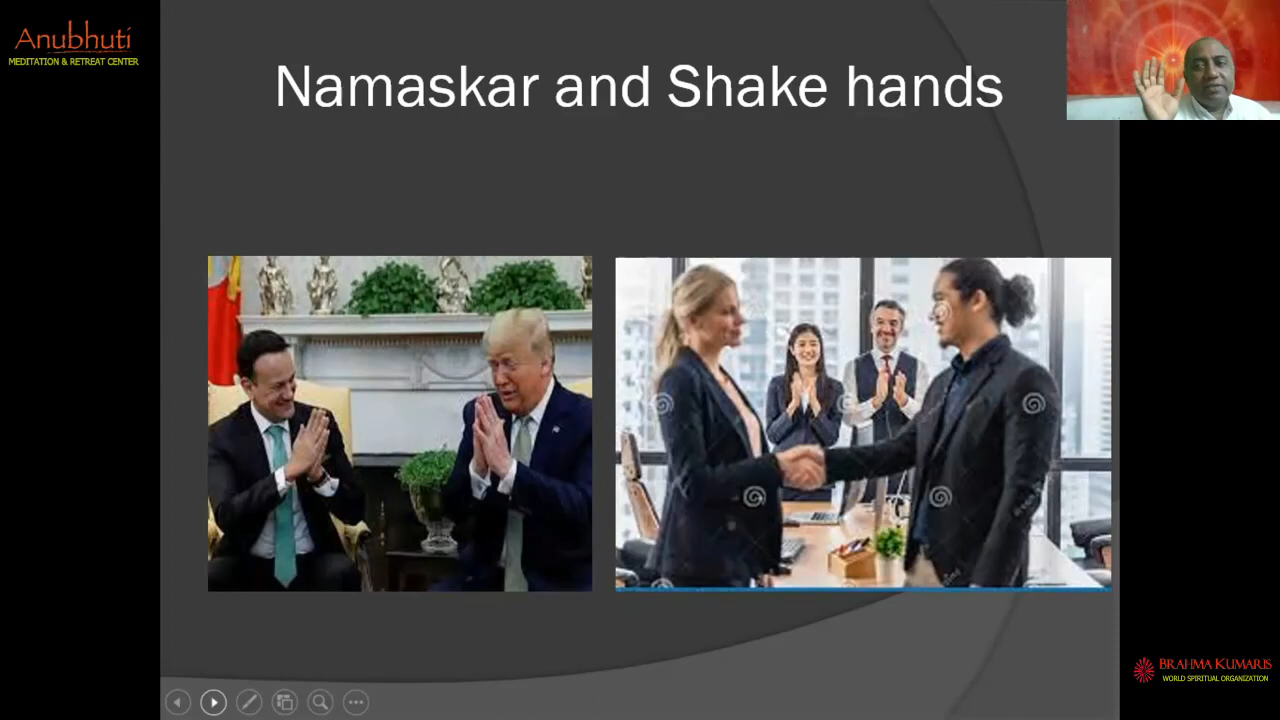 Anubhuti
MEDITATION & RETREAT CENTER
Namaskar and Shake hands
BRAHMA KUMARIS
WORLD SPIRITUAL ORGANIZATION